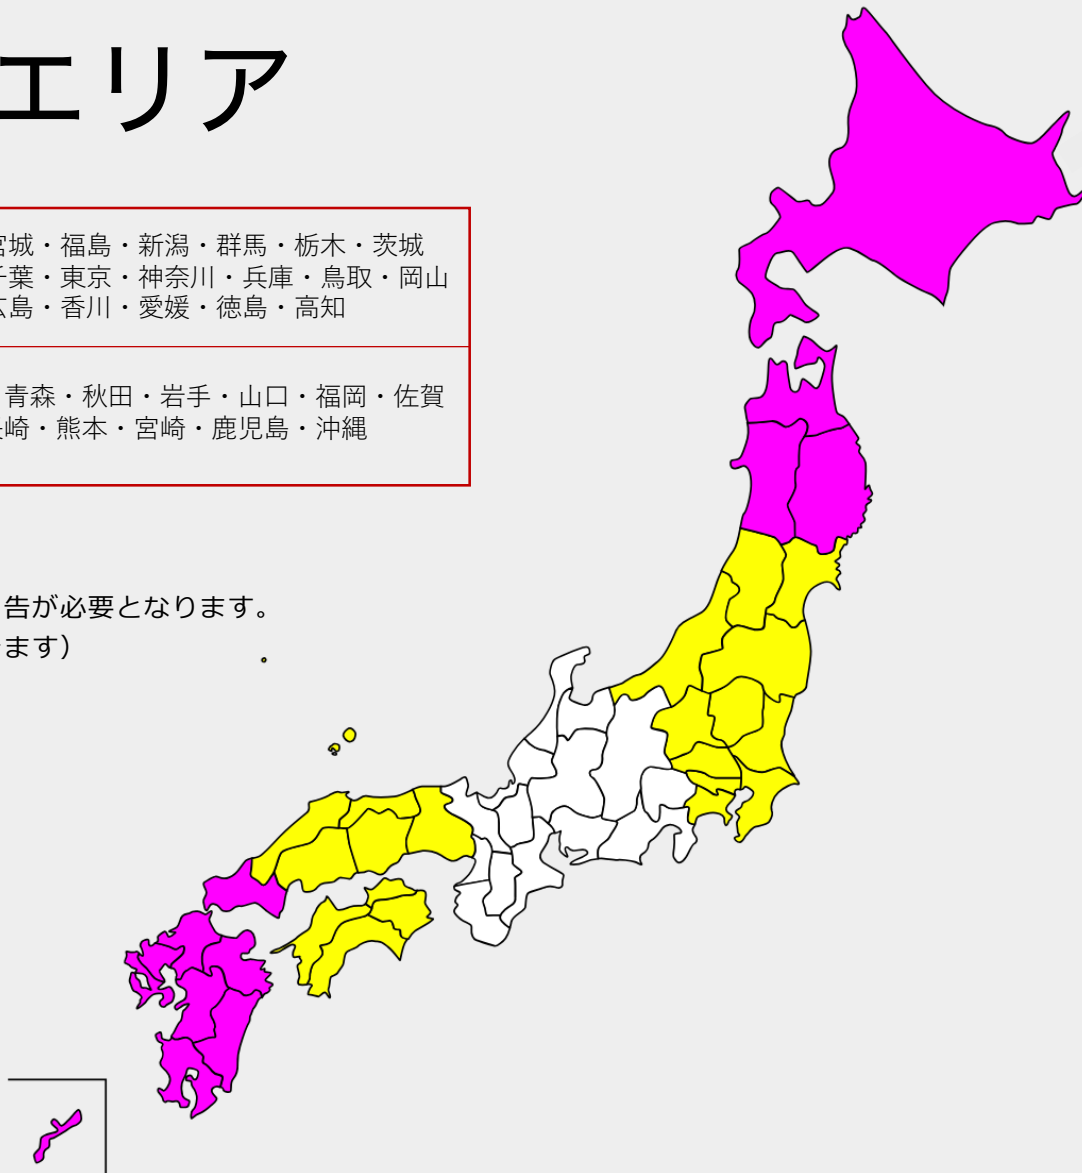 エリア
宮城・福島・新潟・群馬・栃木・茨城
千葉・東京・神奈川・兵庫・鳥取・岡山
広島・香川・愛媛・徳島・高知
青森・秋田・岩手・山口・福岡・佐賀
長崎・熊本・宮崎・鹿児島・沖縄
告が必要となります。
ます）